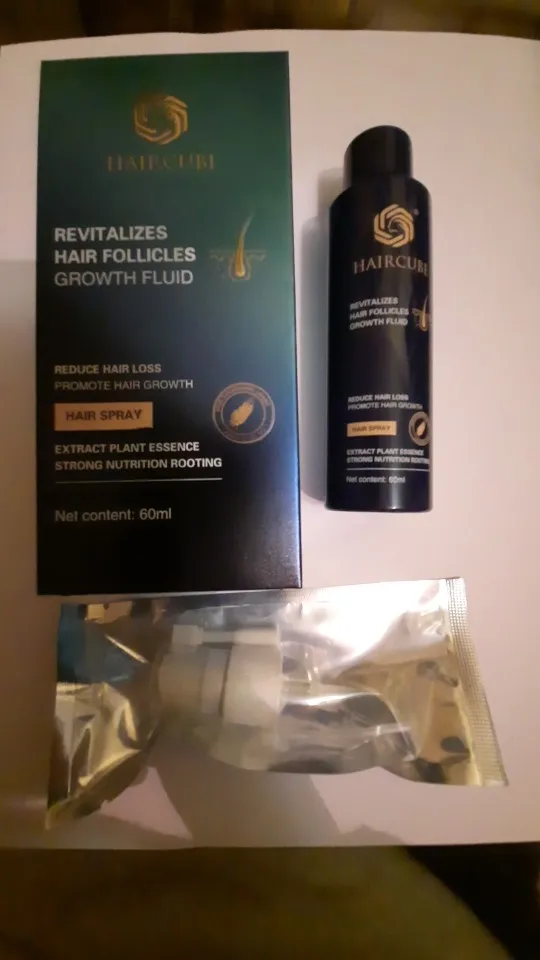 HAIRCUBE
REVITALIZES
HAIR FOLLICLES
GROWTH FLUID
REDUCE HAIR LOSS
PROMOTE HAIR GROWTH
HAIR SPRAY
EXTRACT PLANT ESSENCE
STRONG NUTRITION ROOTING
Net content: 60ml
HAIRCUBE
REVITALIZES
HAIR FOLLICLES
GROWTH FLUID
REDUCE HAIR LOSS
PROMOTE HAIR GROWTH
HAIR SPRAY
EXTRACT PLANT ESSENCE
STRONG NUTRITION ROOTING
Net content: 60ml